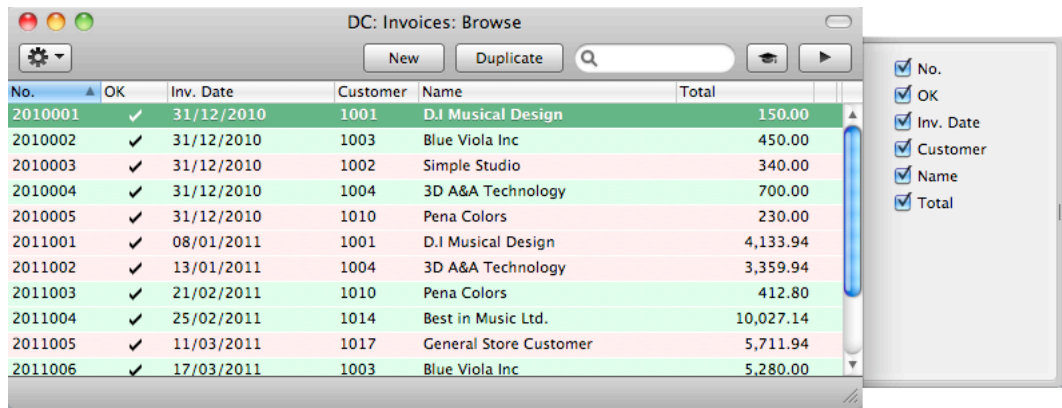 DC: Invoices: Browse
New Duplicate
No. OK Inv. Date Customer Name Total
2010001 ✓ 31/12/2010 1001 D.I Musical Design 150.00
2010002 ✓ 31/12/2010 1003 Blue Viola Inc 450.00
2010003 ✓ 31/12/2010 1002 Simple Studio 340.00
2010004 ✓ 31/12/2010 1004 3D A&A Technology 700.00
2010005 ✓ 31/12/2010 1010 Pena Colors 230.00
2011001 ✓ 08/01/2011 1001 D.I Musical Design 4,133.94
2011002 ✓ 13/01/2011 1004 3D A&A Technology 3,359.94
2011003 ✓ 21/02/2011 1010 Pena Colors 412.80
2011004 ✓ 25/02/2011 1014 Best in Music Ltd. 10,027.14
2011005 ✓ 11/03/2011 1017 General Store Customer 5,711.94
2011006 ✓ 17/03/2011 1003 Blue Viola Inc 5,280.00
No.
OK
Inv. Date
Customer
Name
Total